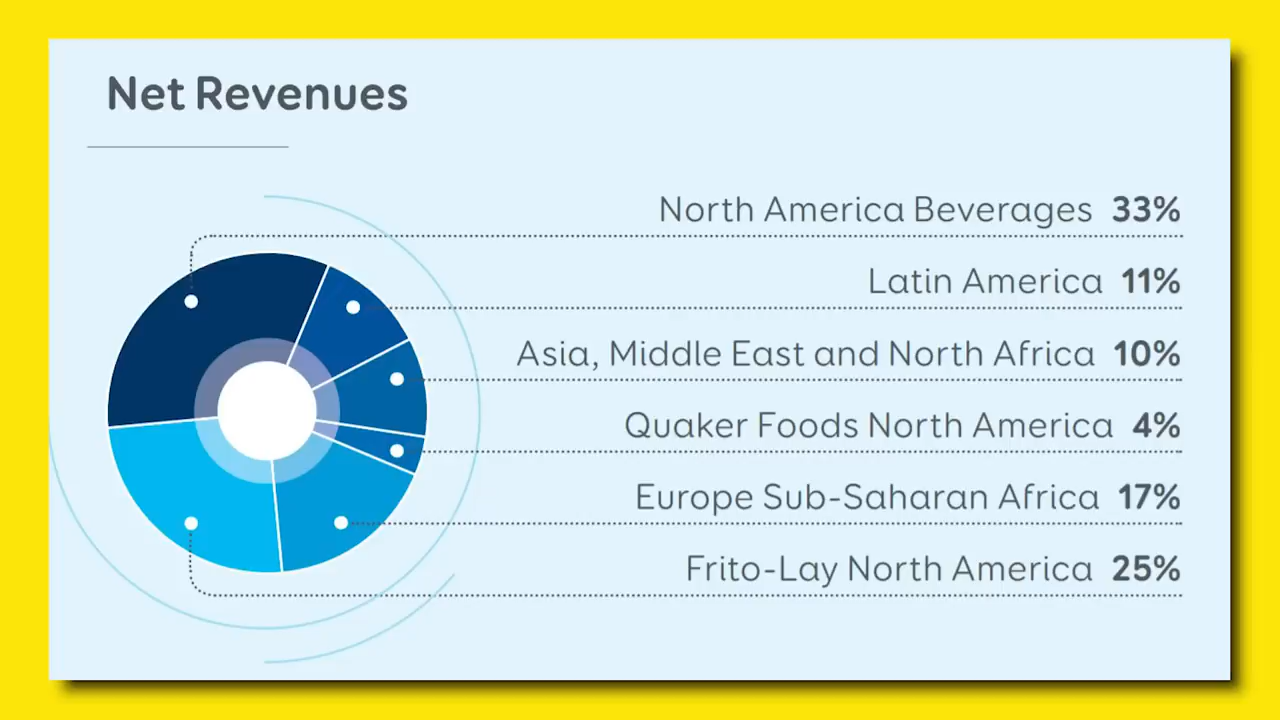 Net Revenues
North America Beverages 33%
Latin America 11%
Asia, Middle East and North Africa 10%
Quaker Foods North America 4%
Europe Sub-Saharan Africa 17%
Frito-Lay North America 25%